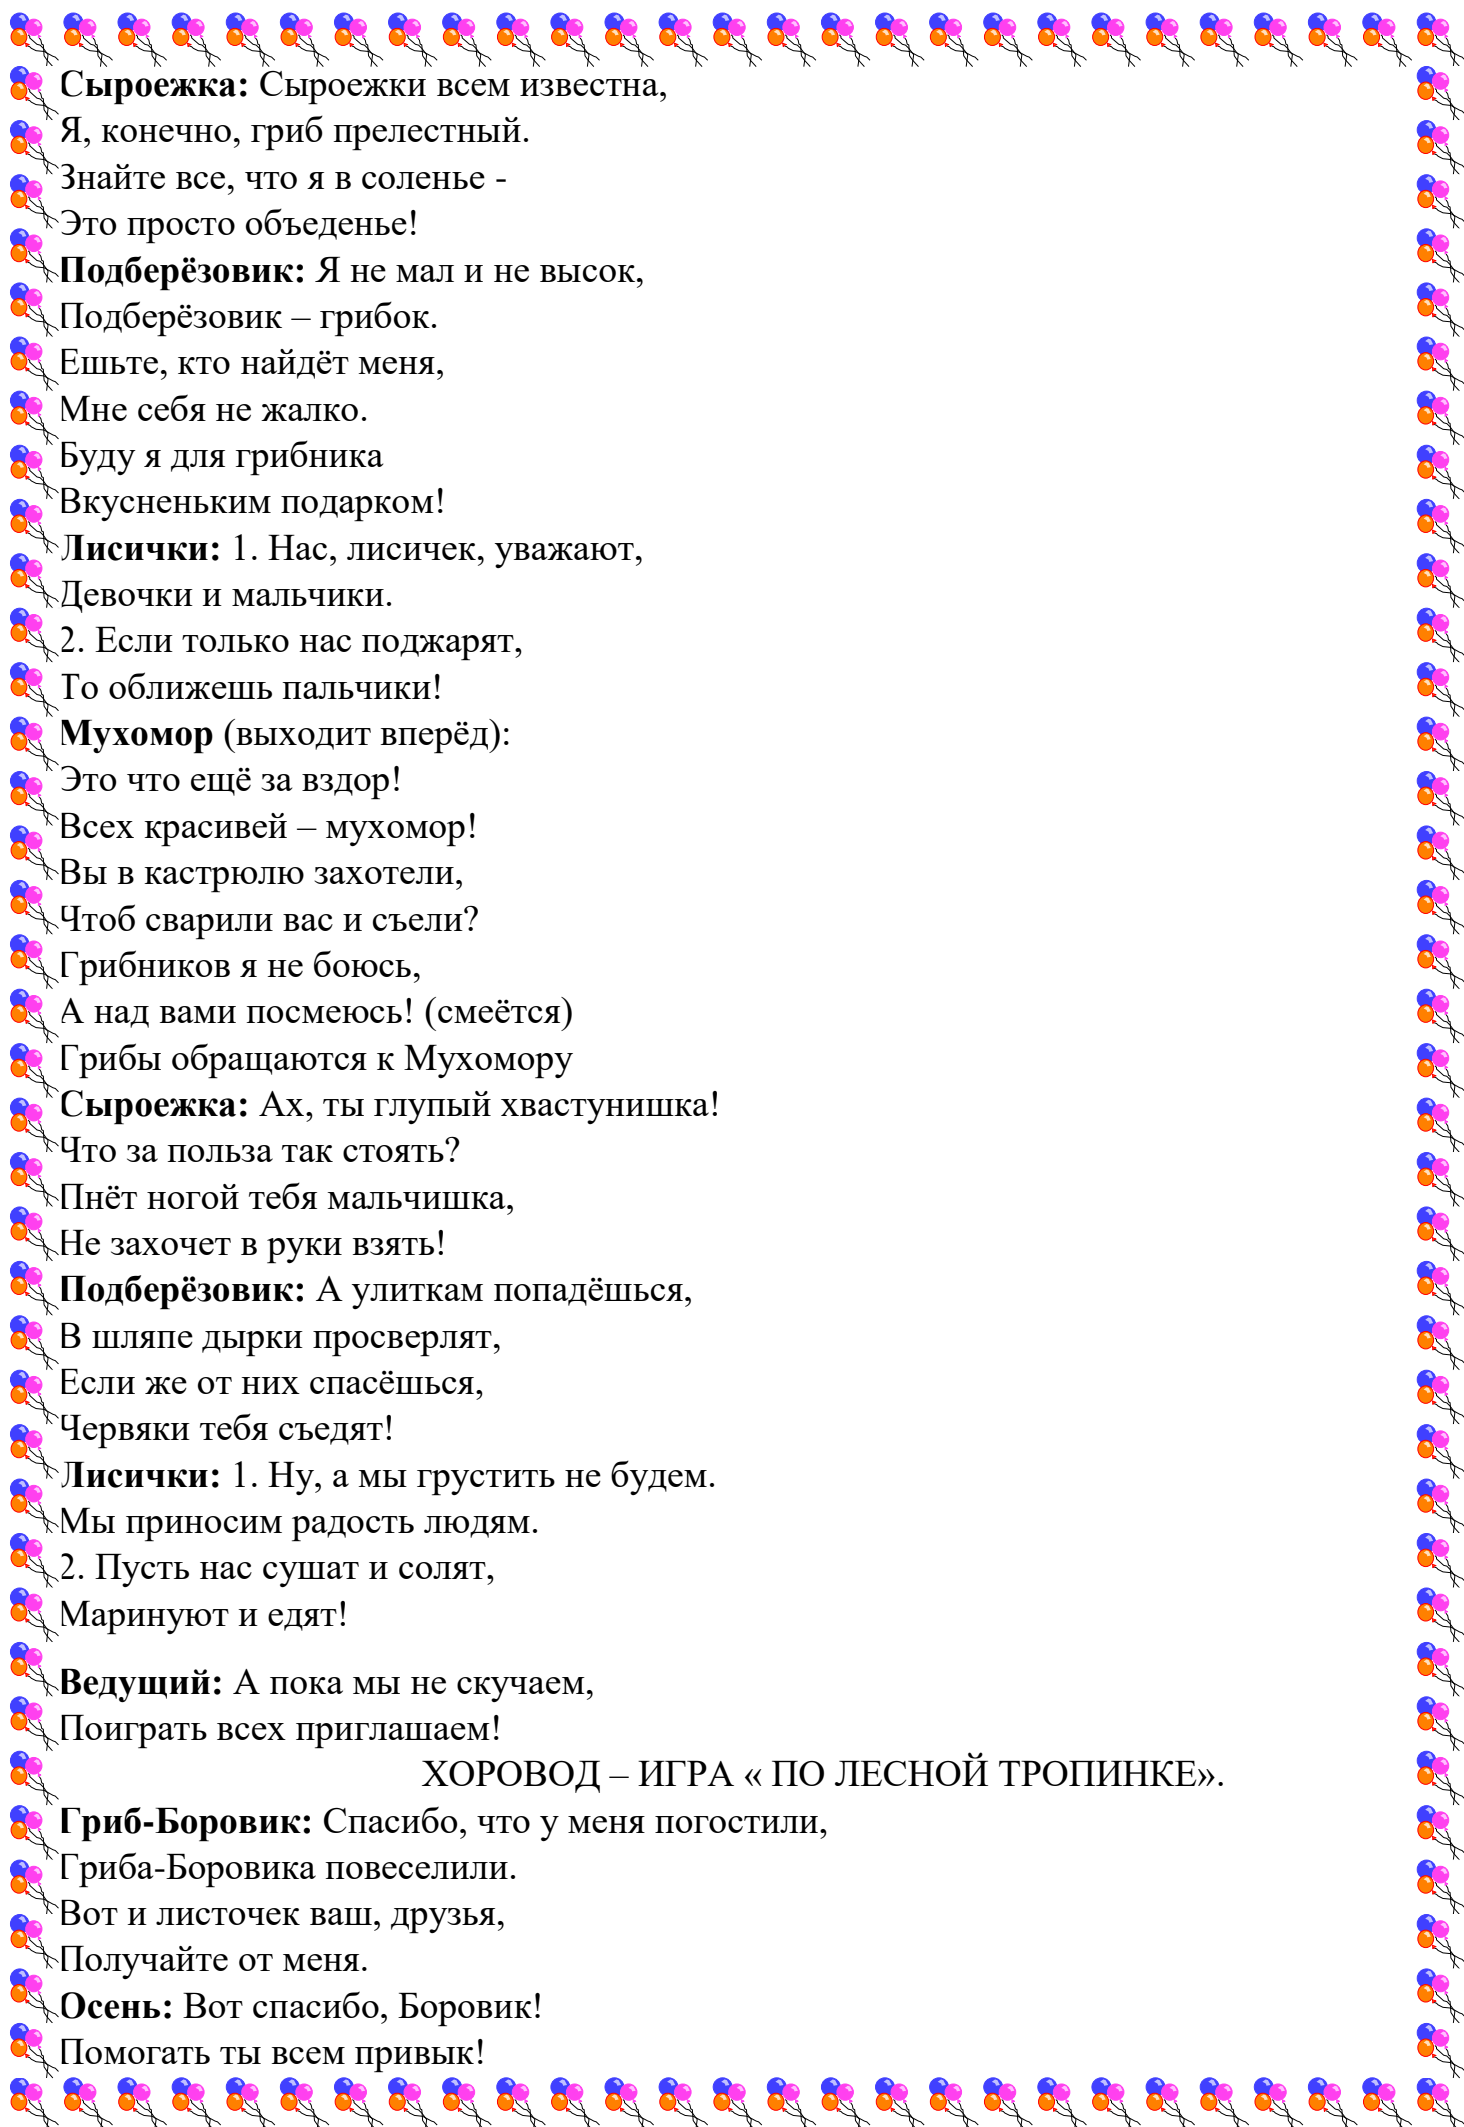 Сыроежка: Сыроежки всем известна,
Я, конечно, гриб прелестный.
Знайте все, что я в соленье -
Это просто объеденье!
Подберёзовик: Я не мал и не высок,
Подберёзовик – грибок.
Ешьте, кто найдёт меня,
Мне себя не жалко.
Буду я для грибника
Вкусненьким подарком!
Лисички: 1. Нас, лисичек, уважают,
Девочки и мальчики.
2. Если только нас поджарят,
То оближешь пальчики!
Мухомор (выходит вперёд):
Это что ещё за вздор!
Всех красивей – мухомор!
Вы в кастрюлю захотели,
Чтоб сварили вас и съели?
Грибников я не боюсь,
А над вами посмеюсь! (смеётся)
Грибы обращаются к Мухомору
Сыроежка: Ах, ты глупый хвастунишка!
Что за польза так стоять?
Пнёт ногой тебя мальчишка,
Не захочет в руки взять!
Подберёзовик: А улиткам попадёшься,
В шляпе дырки просверлят,
Если же от них спасёшься,
Червяки тебя съедят!
Лисички: 1. Ну, а мы грустить не будем.
Мы приносим радость людям.
2. Пусть нас сушат и солят,
Маринуют и едят!
Ведущий: А пока мы не скучаем,
Поиграть всех приглашаем!
ХОРОВОД – ИГРА « ПО ЛЕСНОЙ ТРОПИНКЕ».
Гриб-Боровик: Спасибо, что у меня погостили,
Гриба-Боровика повеселили.
Вот и листочек ваш, друзья,
Получайте от меня.
Осень: Вот спасибо, Боровик!
Помогать ты всем привык!